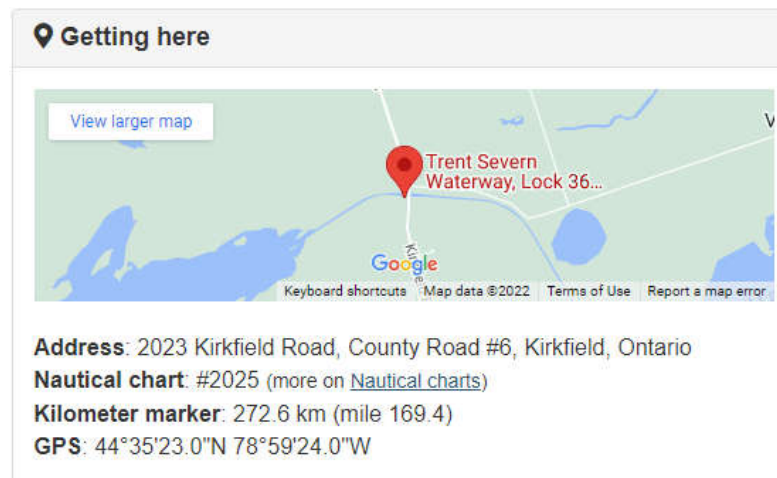 Getting here
View larger map
V
Trent Severn
Waterway, Lock 36...
Google
Keyboard shortcuts Map data ©2022 Terms of Use Report a map error
Address: 2023 Kirkfield Road, County Road #6, Kirkfield, Ontario
Nautical chart: #2025 (more on Nautical charts)
Kilometer marker: 272.6 km (mile 169.4)
GPS: 44°35'23.0"N 78°59'24.0"W